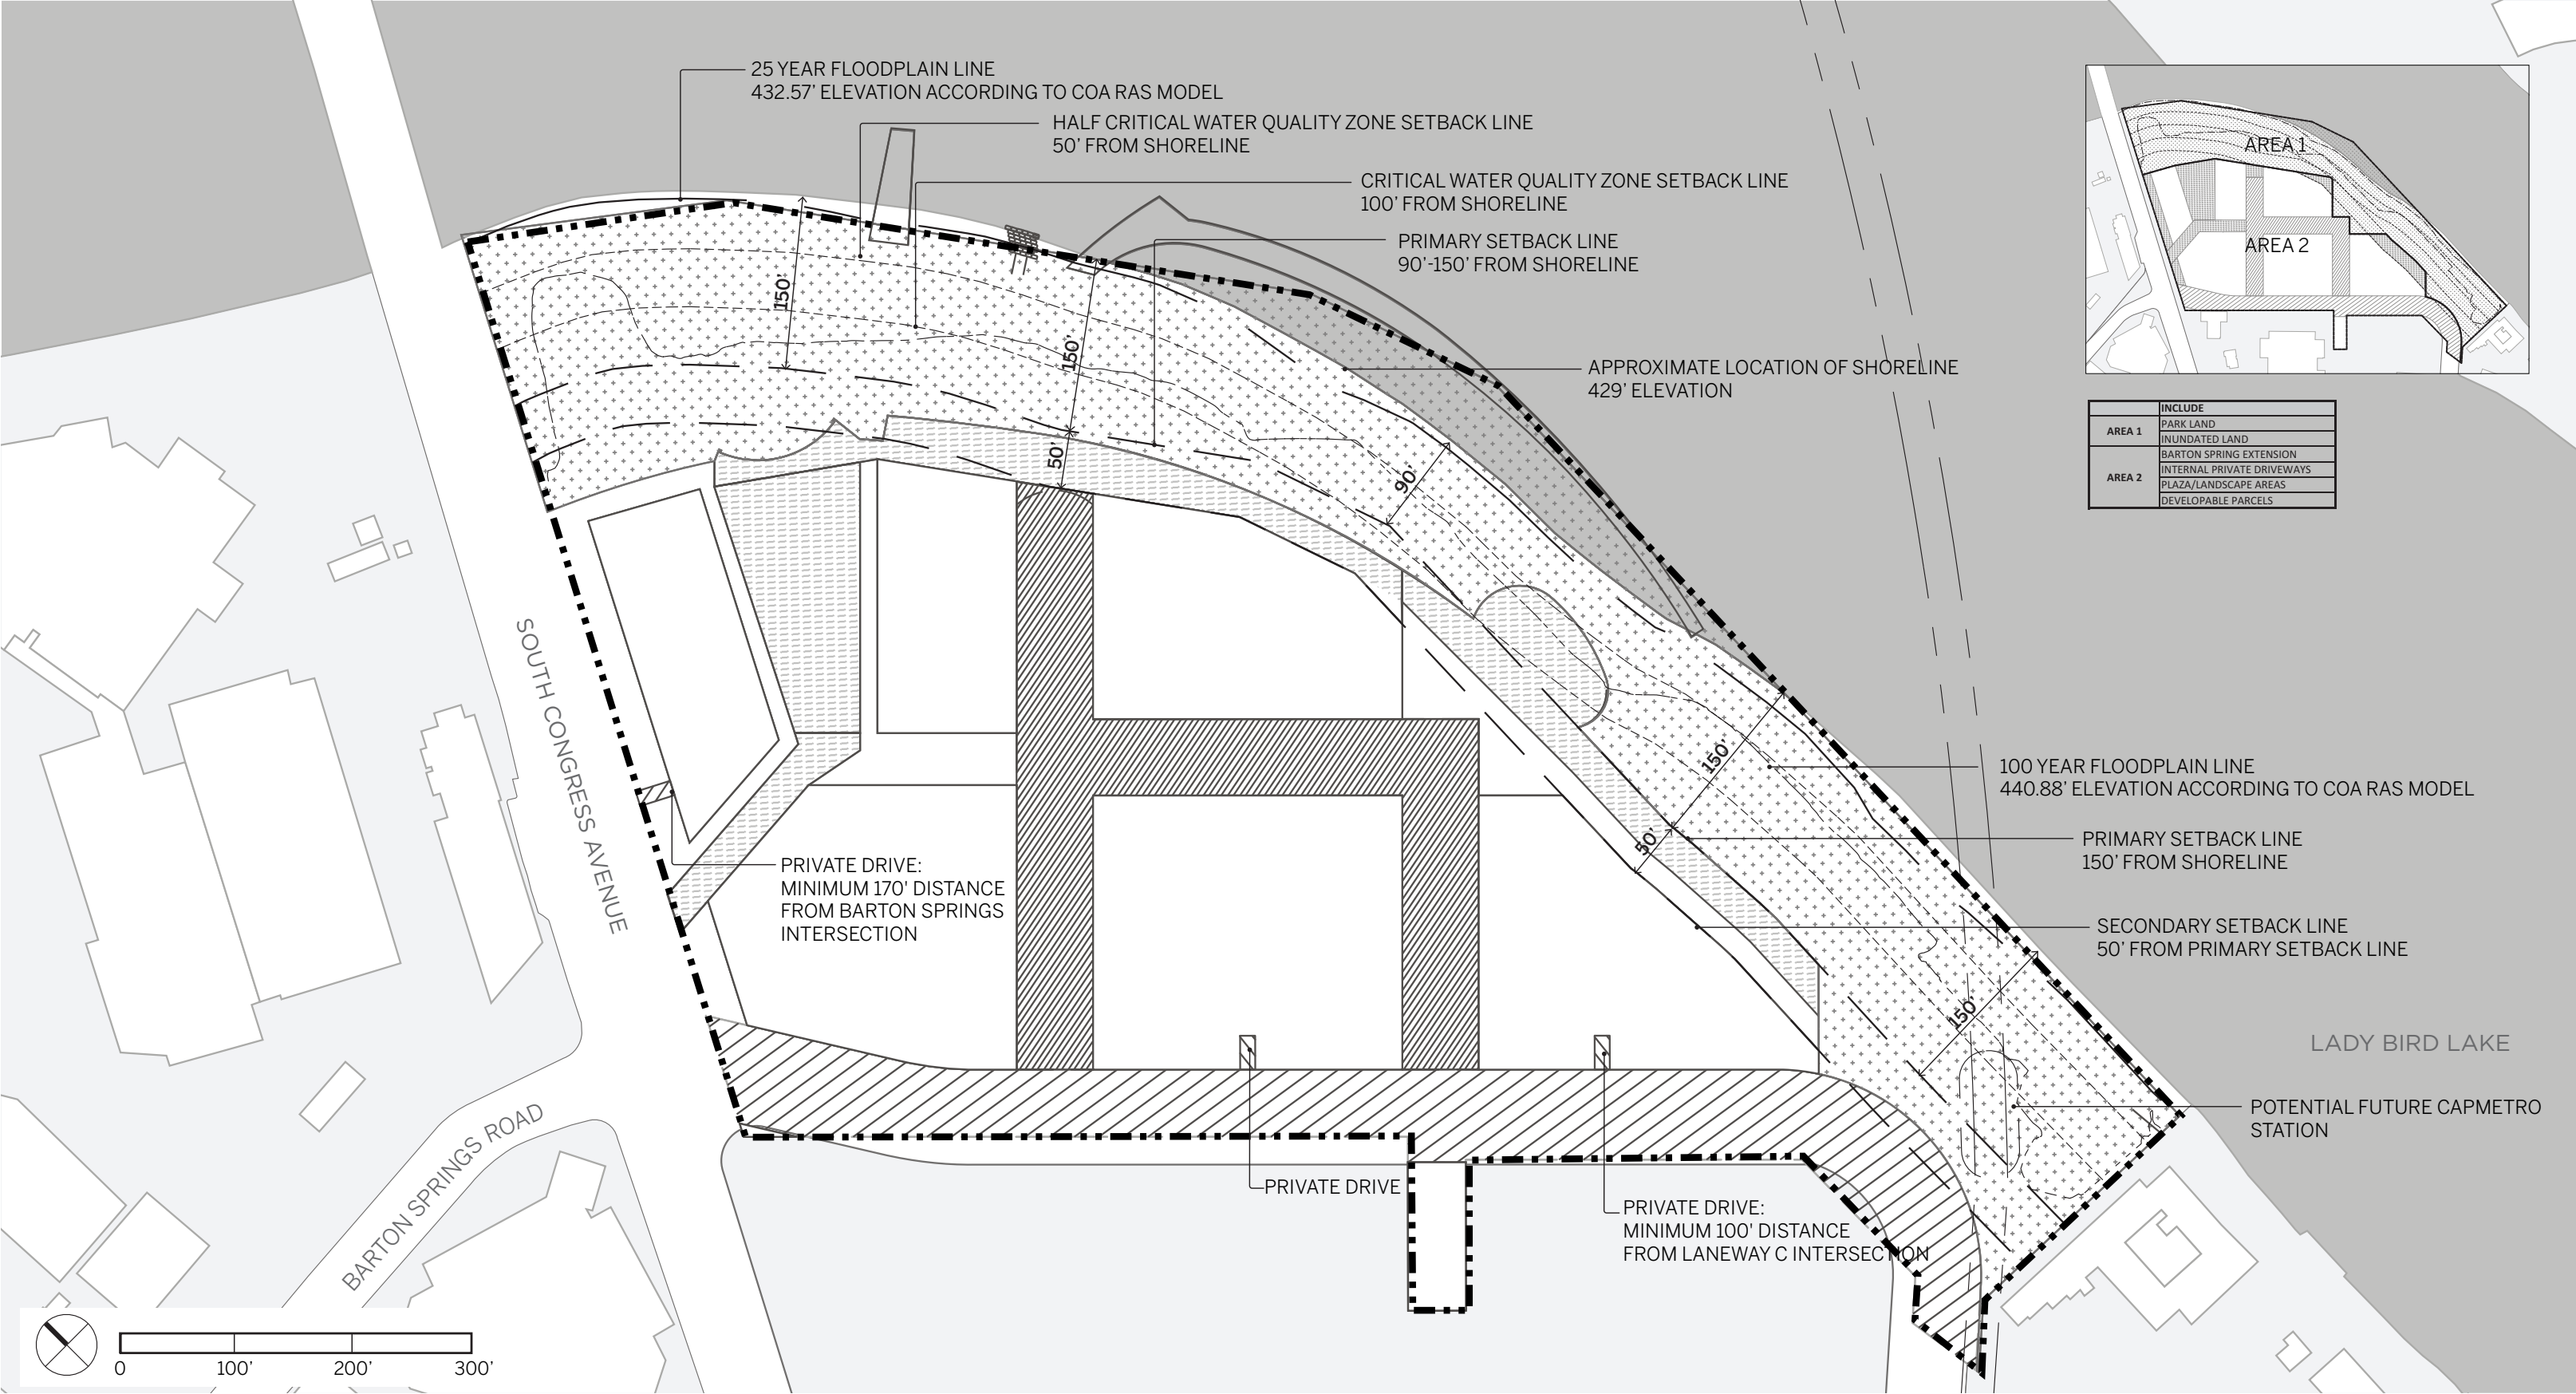 25 YEAR FLOODPLAIN LINE
432.57' ELEVATION ACCORDING TO COA RAS MODEL
HALF CRITICAL WATER QUALITY ZONE SETBACK LINE
50' FROM SHORELINE
CRITICAL WATER QUALITY ZONE SETBACK LINE
100' FROM SHORELINE
PRIMARY SETBACK LINE
90'-150' FROM SHORELINE
AREA 1
AREA 2
150'
150'
50'
90'
APPROXIMATE LOCATION OF SHORELINE
429' ELEVATION
INCLUDE
AREA 1
PARK LAND
INUNDATED LAND
AREA 2
BARTON SPRING EXTENSION
INTERNAL PRIVATE DRIVEWAYS
PLAZA/LANDSCAPE AREAS
DEVELOPABLE PARCELS
SOUTH CONGRESS AVENUE
150'
50'
100 YEAR FLOODPLAIN LINE
440.88' ELEVATION ACCORDING TO COA RAS MODEL
PRIMARY SETBACK LINE
150' FROM SHORELINE
PRIVATE DRIVE:
MINIMUM 170' DISTANCE
FROM BARTON SPRINGS
INTERSECTION
SECONDARY SETBACK LINE
50' FROM PRIMARY SETBACK LINE
150'
LADY BIRD LAKE
POTENTIAL FUTURE CAPMETRO
STATION
BARTON SPRINGS ROAD
PRIVATE DRIVE
PRIVATE DRIVE:
MINIMUM 100' DISTANCE
FROM LANEWAY C INTERSECTION
0 100' 200' 300'